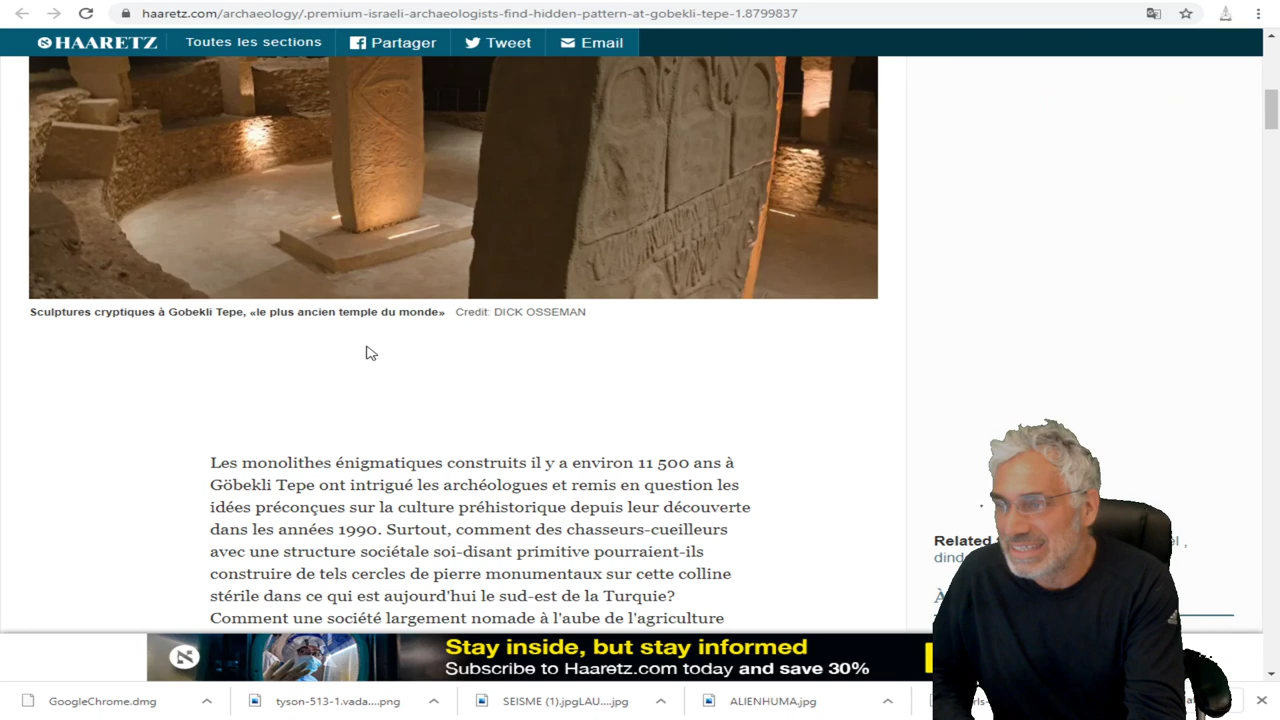 haaretz.com/archaeology/.premium-israeli-archaeologists-find-hidden-pattern-at-gobekli-tepe-1.8799837
HAARETZ Toutes les sections Partager Tweet Email
Sculptures cryptiques à Gobekli Tepe, «le plus ancien temple du monde» Credit: DICK OSSEMAN
Les monolithes énigmatiques construits il y a environ 11 500 ans à
Göbekli Tepe ont intrigué les archéologues et remis en question les
idées préconçues sur la culture préhistorique depuis leur découverte
dans les années 1990. Surtout, comment des chasseurs-cueilleurs
avec une structure sociétale soi-disant primitive pourraient-ils
construire de tels cercles de pierre monumentaux sur cette colline
stérile dans ce qui est aujourd'hui le sud-est de la Turquie?
Comment une société largement nomade à l'aube de l'agriculture
Related
dind
À
Stay inside, but stay informed
Subscribe to Haaretz.com today and save 30%
GoogleChrome.dmg tyson-513-1.vada....png SEISME (1).jpgLAU....jpg ALIENHUMA.jpg